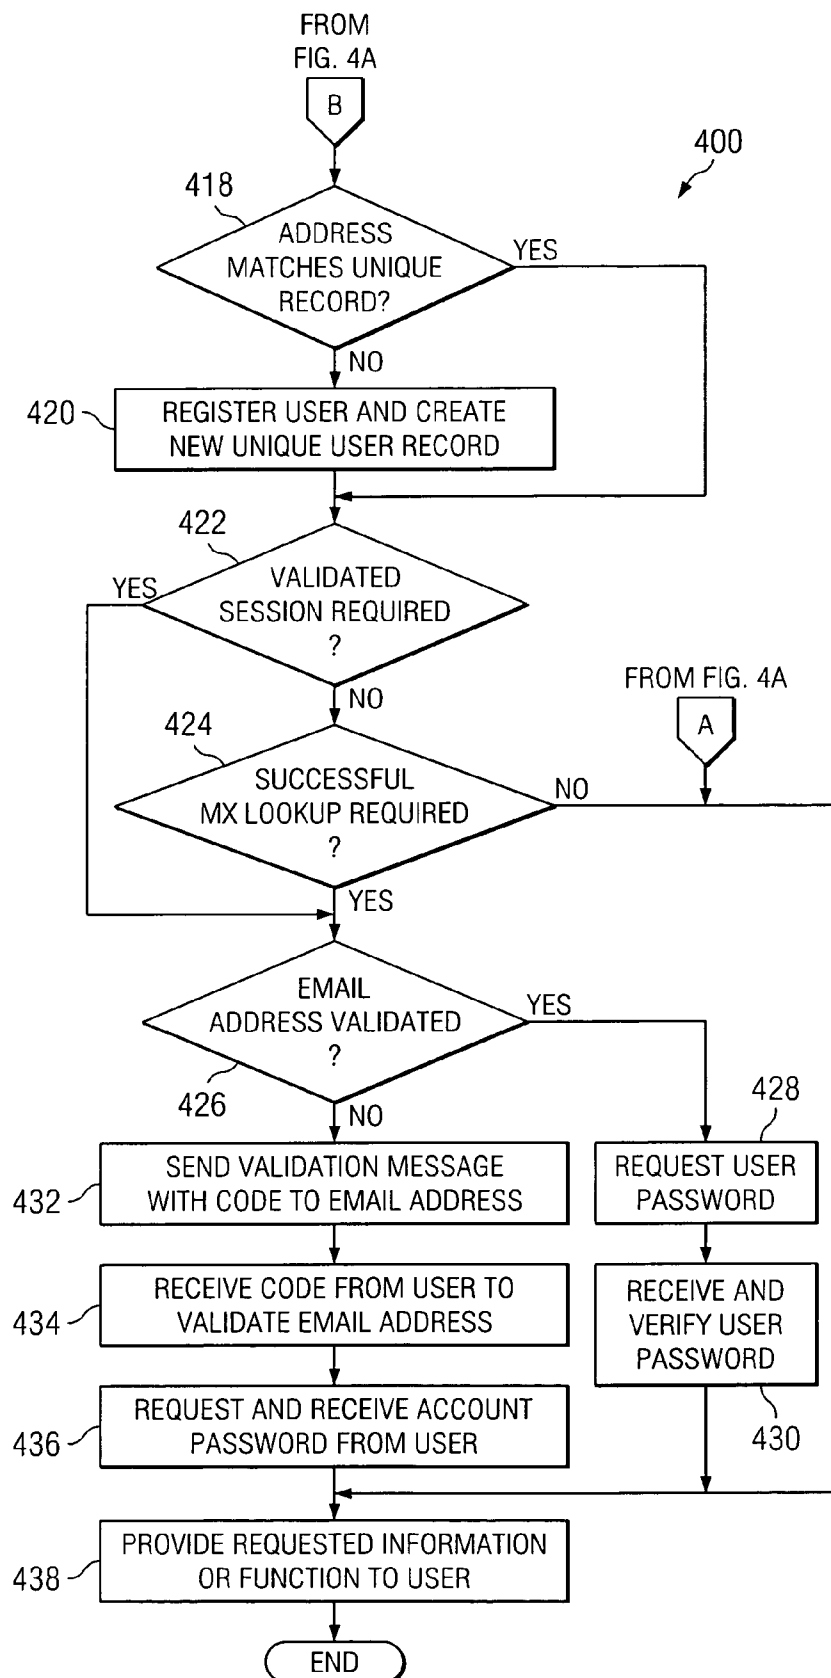 FROM
FIG. 4A
B
400
418
ADDRESS
MATCHES UNIQUE
RECORD?
YES
NO
420
REGISTER USER AND CREATE
NEW UNIQUE USER RECORD
422
VALIDATED
SESSION REQUIRED
?
YES
NO
FROM FIG. 4A
A
424
SUCCESSFUL
MX LOOKUP REQUIRED
?
NO
YES
EMAIL
ADDRESS VALIDATED
?
YES
426
NO
428
432
SEND VALIDATION MESSAGE
WITH CODE TO EMAIL ADDRESS
REQUEST USER
PASSWORD
434
RECEIVE CODE FROM USER TO
VALIDATE EMAIL ADDRESS
RECEIVE AND
VERIFY USER
PASSWORD
430
436
REQUEST AND RECEIVE ACCOUNT
PASSWORD FROM USER
438
PROVIDE REQUESTED INFORMATION
OR FUNCTION TO USER
END